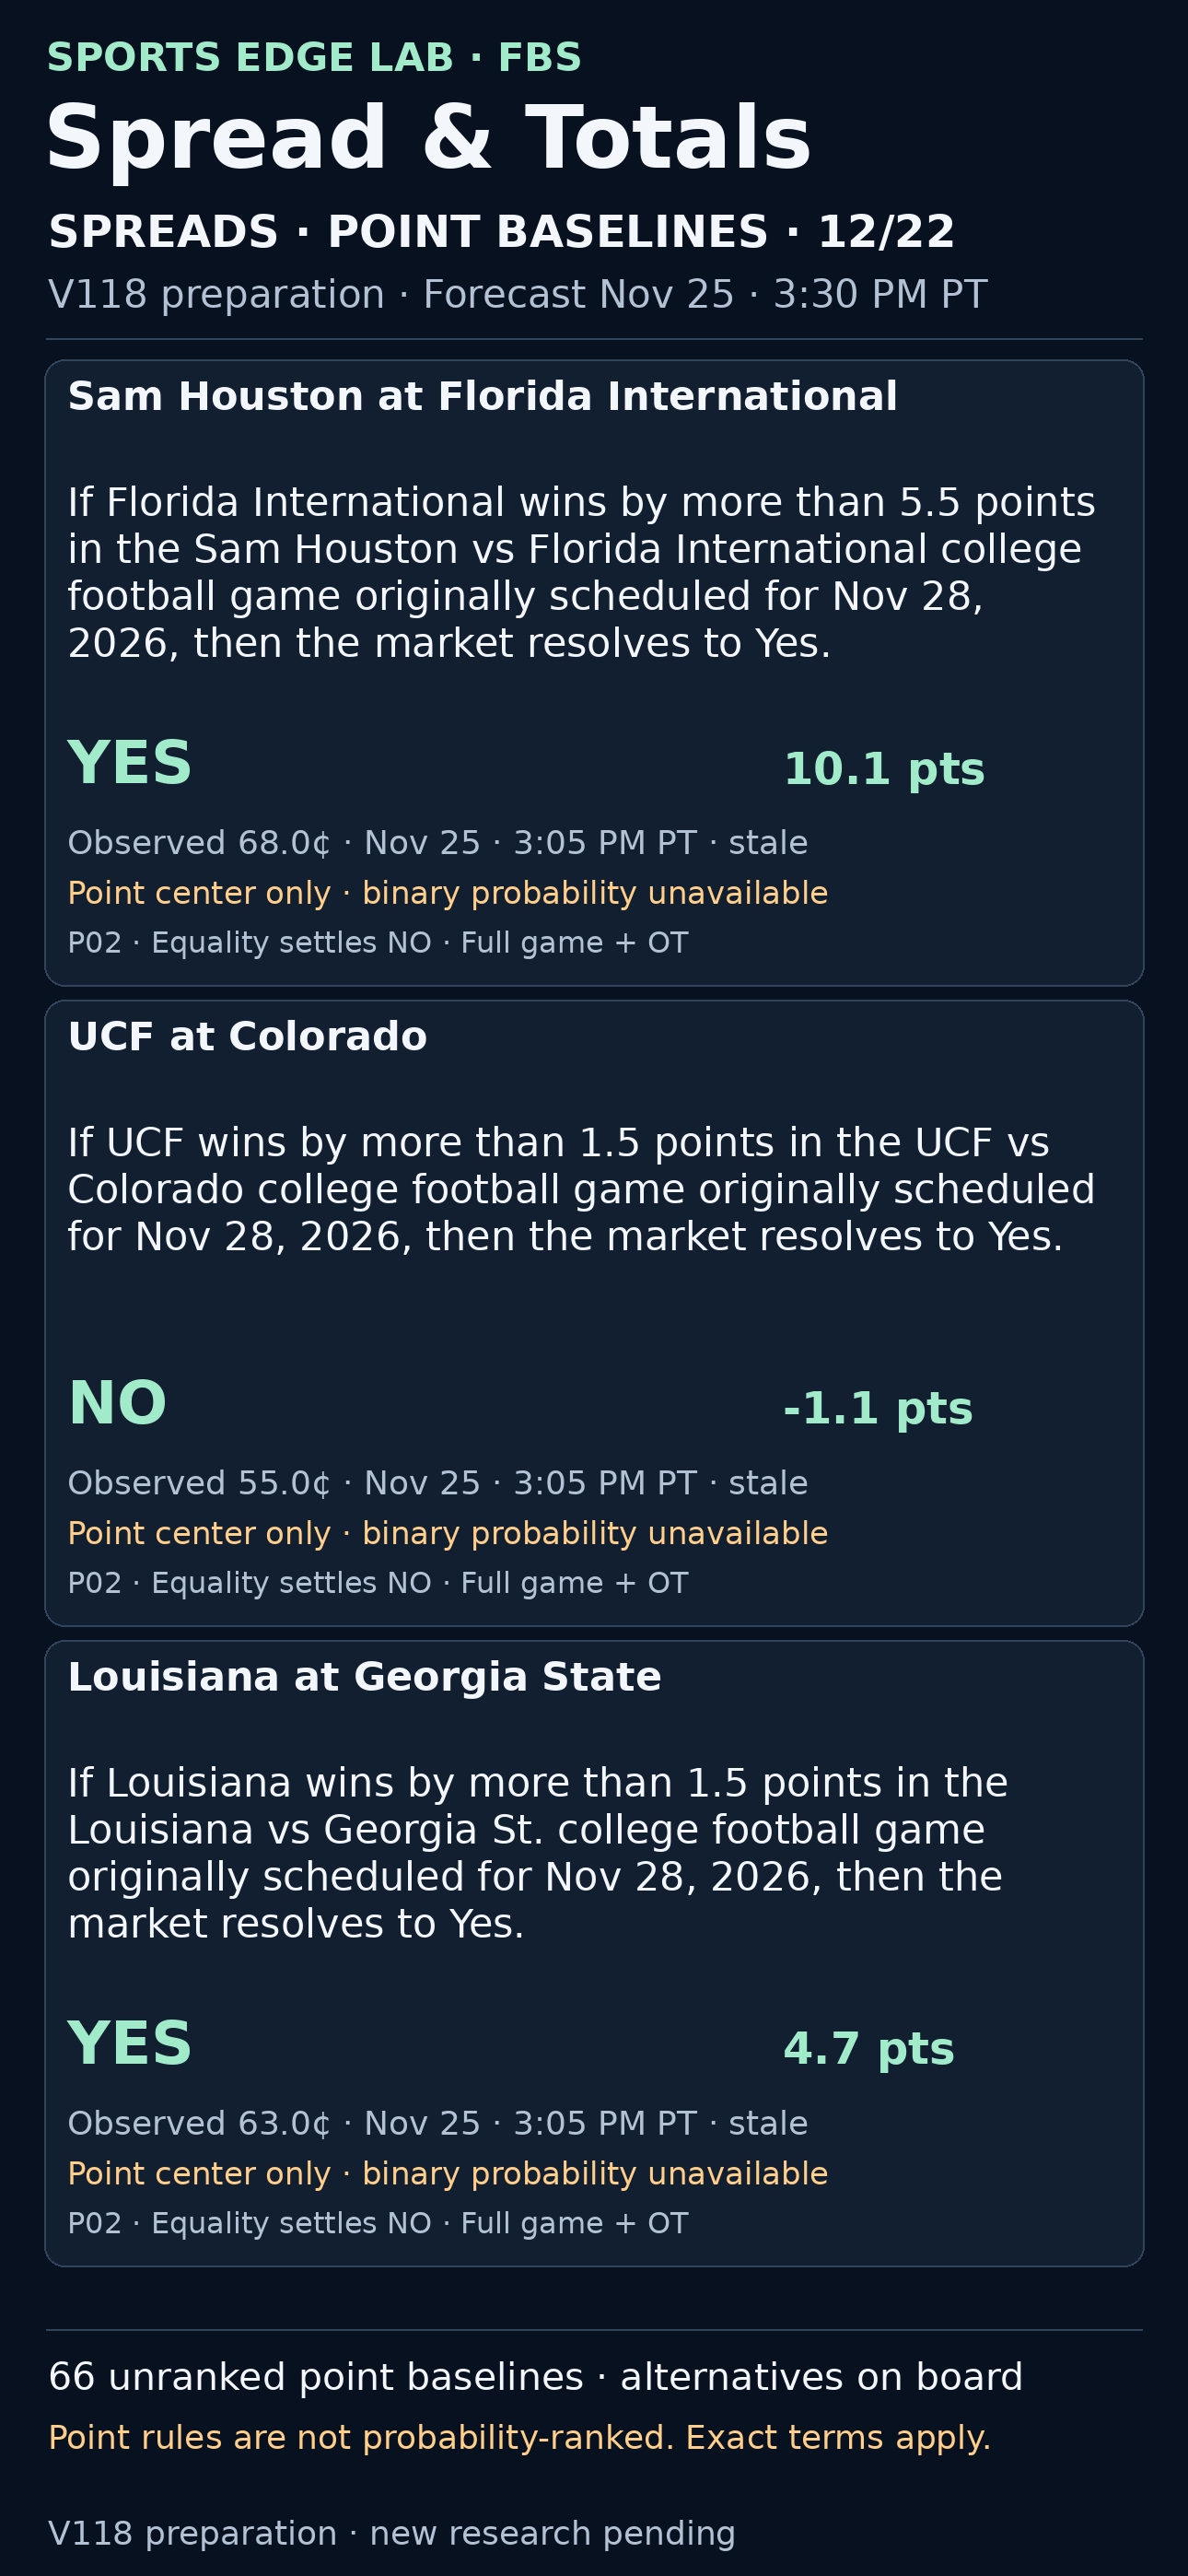 SPORTS EDGE LAB · FBS
Spread & Totals
SPREADS · POINT BASELINES · 12/22
V118 preparation · Forecast Nov 25 · 3:30 PM PT
Sam Houston at Florida International
If Florida International wins by more than 5.5 points
in the Sam Houston vs Florida International college
football game originally scheduled for Nov 28,
2026, then the market resolves to Yes.
YES 10.1 pts
Observed 68.0¢ · Nov 25 · 3:05 PM PT · stale
Point center only · binary probability unavailable
P02 · Equality settles NO · Full game + OT
UCF at Colorado
If UCF wins by more than 1.5 points in the UCF vs
Colorado college football game originally scheduled
for Nov 28, 2026, then the market resolves to Yes.
NO -1.1 pts
Observed 55.0¢ · Nov 25 · 3:05 PM PT · stale
Point center only · binary probability unavailable
P02 · Equality settles NO · Full game + OT
Louisiana at Georgia State
If Louisiana wins by more than 1.5 points in the
Louisiana vs Georgia St. college football game
originally scheduled for Nov 28, 2026, then the
market resolves to Yes.
YES 4.7 pts
Observed 63.0¢ · Nov 25 · 3:05 PM PT · stale
Point center only · binary probability unavailable
P02 · Equality settles NO · Full game + OT
66 unranked point baselines · alternatives on board
Point rules are not probability-ranked. Exact terms apply.
V118 preparation · new research pending